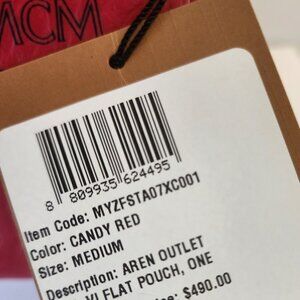 MCM
8 809935 624495
Item Code: MYZFSTA07XC001
Color: CANDY RED
Size: MEDIUM
Description: AREN OUTLET
VI FLAT POUCH, ONE
$490.00